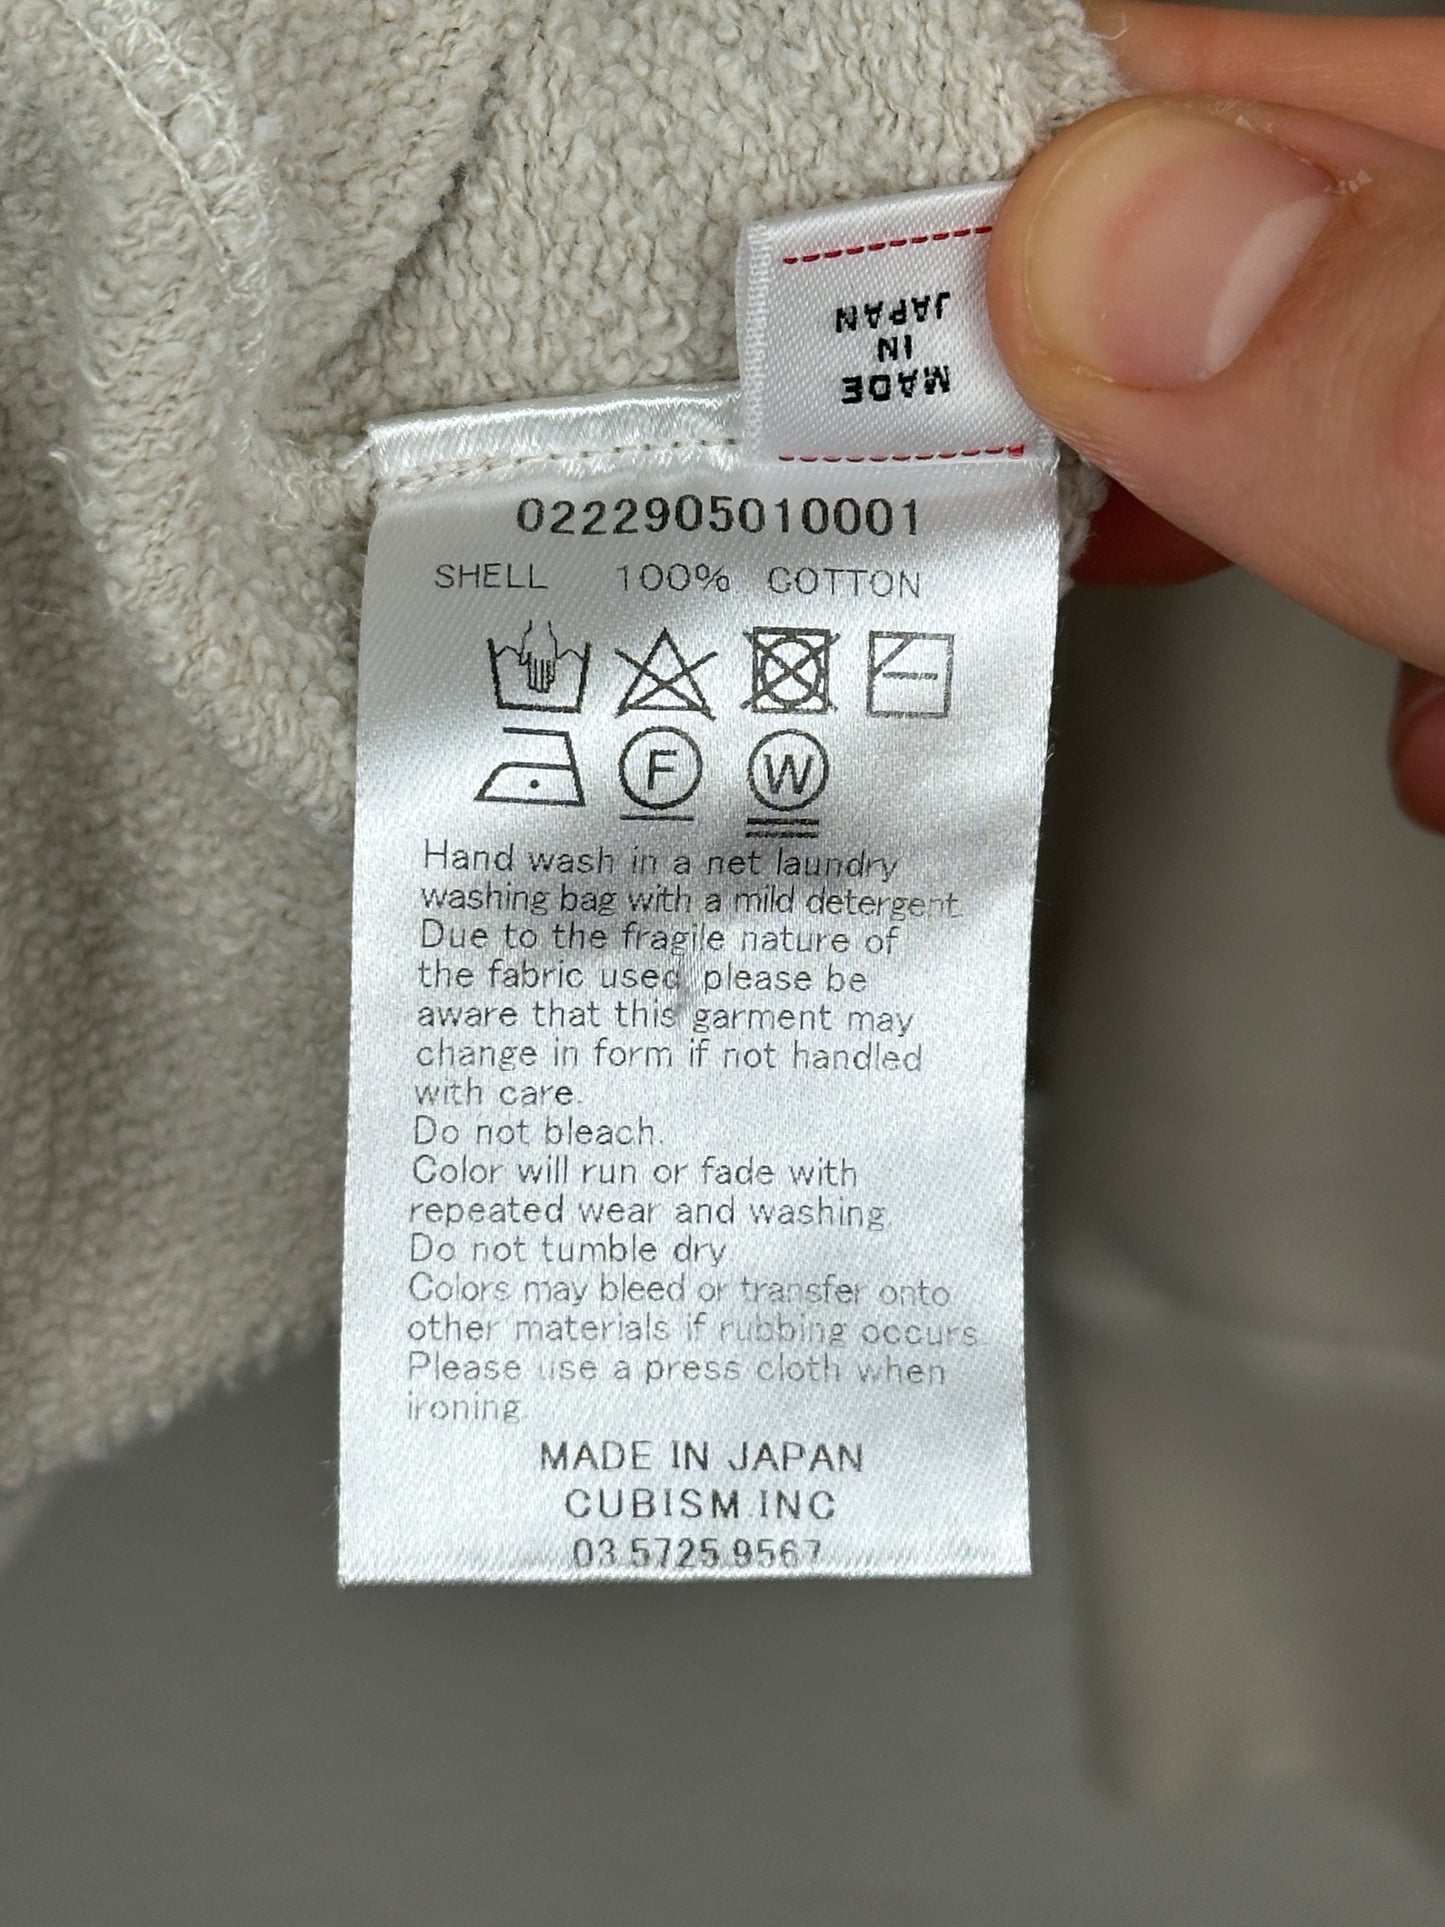 MADE
IN
JAPAN
0222905010001
SHELL 100% COTTON
F W
Hand wash in a net laundry
washing bag with a mild detergent.
Due to the fragile nature of
the fabric used, please be
aware that this garment may
change in form if not handled
with care.
Do not bleach.
Color will run or fade with
repeated wear and washing.
Do not tumble dry.
Colors may bleed or transfer onto
other materials if rubbing occurs.
Please use a press cloth when
ironing.
MADE IN JAPAN
CUBISM.INC
03.5725.9567